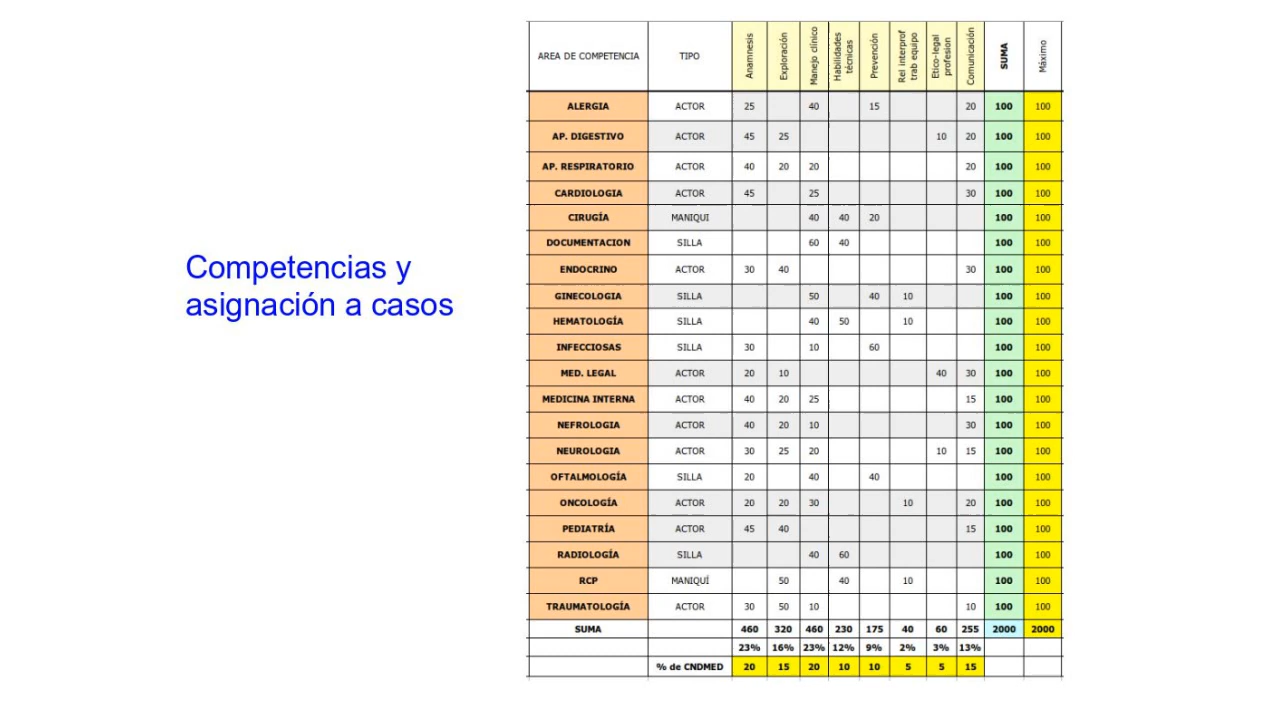 Competencias y
asignación a casos
AREA DE COMPETENCIA TIPO Anamnesis Exploración Manejo clínico Habilidades técnicas Prevención Rel interprof trab equipo Etico-legal profesion Comunicación SUMA Máximo
ALERGIA ACTOR 25 40 15 20 100 100
AP. DIGESTIVO ACTOR 45 25 10 20 100 100
AP. RESPIRATORIO ACTOR 40 20 20 20 100 100
CARDIOLOGIA ACTOR 45 25 30 100 100
CIRUGÍA MANIQUI 40 40 20 100 100
DOCUMENTACION SILLA 60 40 100 100
ENDOCRINO ACTOR 30 40 30 100 100
GINECOLOGIA SILLA 50 40 10 100 100
HEMATOLOGÍA SILLA 40 50 10 100 100
INFECCIOSAS SILLA 30 10 60 100 100
MED. LEGAL ACTOR 20 10 40 30 100 100
MEDICINA INTERNA ACTOR 40 20 25 15 100 100
NEFROLOGIA ACTOR 40 20 10 30 100 100
NEUROLOGIA ACTOR 30 25 20 10 15 100 100
OFTALMOLOGÍA SILLA 20 40 40 100 100
ONCOLOGÍA ACTOR 20 20 30 10 20 100 100
PEDIATRÍA ACTOR 45 40 15 100 100
RADIOLOGÍA SILLA 40 60 100 100
RCP MANIQUÍ 50 40 10 100 100
TRAUMATOLOGÍA ACTOR 30 50 10 10 100 100
SUMA 460 320 460 230 175 40 60 255 2000 2000
23% 16% 23% 12% 9% 2% 3% 13%
% de CNDMED 20 15 20 10 10 5 5 15